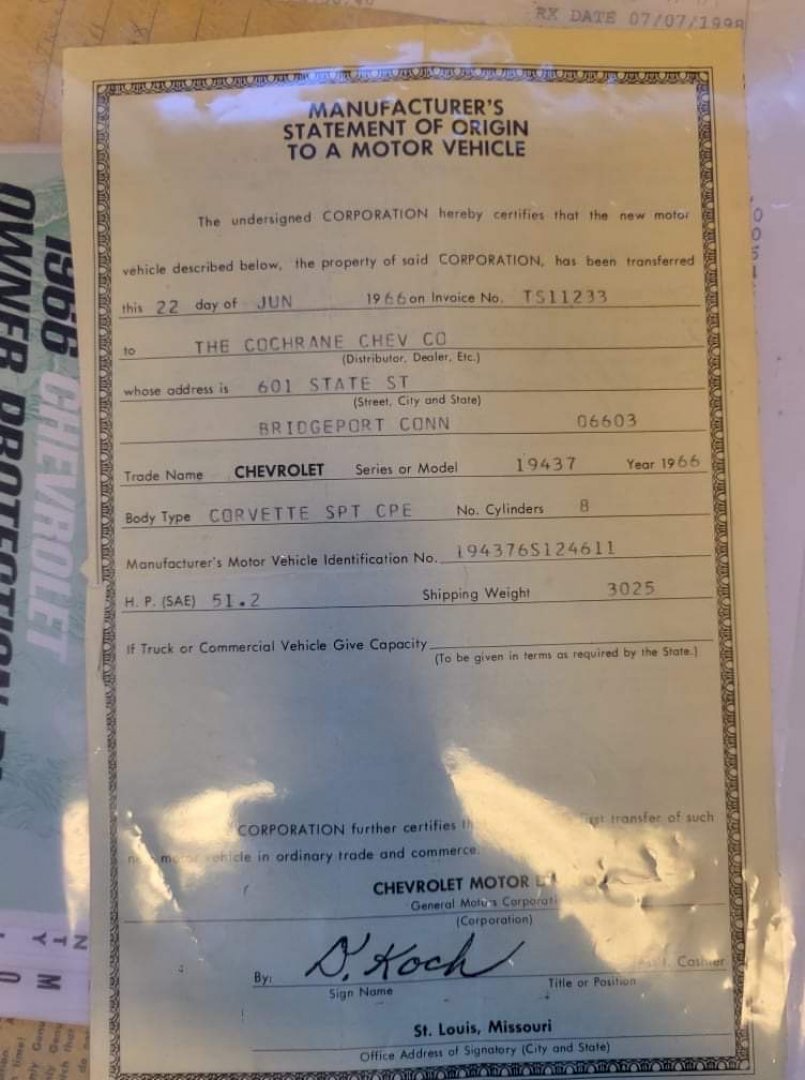 RX DATE 07/07/1998
MANUFACTURER'S
STATEMENT OF ORIGIN
TO A MOTOR VEHICLE
The undersigned CORPORATION hereby certifies that the new motor
vehicle described below, the property of said CORPORATION, has been transferred
this 22 day of JUN 1966 on Invoice No. TS11233
to THE COCHRANE CHEV CO
(Distributor, Dealer, Etc.)
whose address is 601 STATE ST
(Street, City and State)
BRIDGEPORT CONN 06603
Trade Name CHEVROLET Series or Model 19437 Year 1966
Body Type CORVETTE SPT CPE No. Cylinders 8
Manufacturer's Motor Vehicle Identification No. 194376S124611
H. P. (SAE) 51.2 Shipping Weight 3025
If Truck or Commercial Vehicle Give Capacity
(To be given in terms as required by the State.)
CORPORATION further certifies transfer of such
vehicle in ordinary trade and commerce.
CHEVROLET MOTOR
General Motors
(Corporation)
By: D. Koch Cashier
Sign Name Title or Position
St. Louis, Missouri
Office Address of Signatory (City and State)
1966 CHEVROLET
OWNER PROTECTION